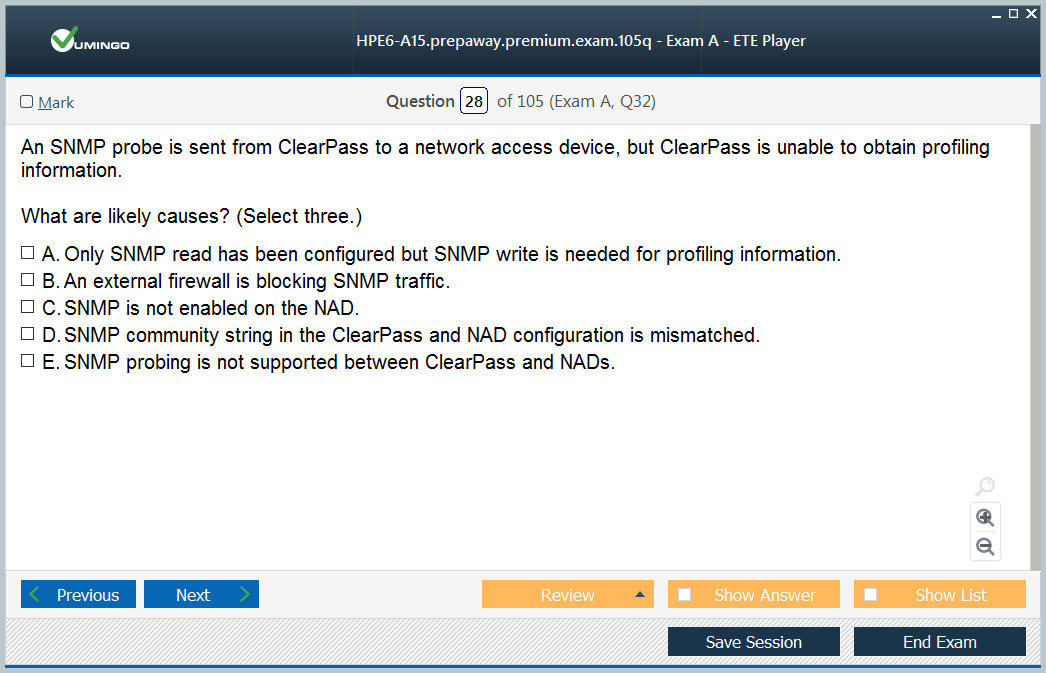 VUMINGO
HPE6-A15.prepaway.premium.exam.105q - Exam A - ETE Player
Mark
Question 28 of 105 (Exam A, Q32)
An SNMP probe is sent from ClearPass to a network access device, but ClearPass is unable to obtain profiling
information.
What are likely causes? (Select three.)
A. Only SNMP read has been configured but SNMP write is needed for profiling information.
B. An external firewall is blocking SNMP traffic.
C. SNMP is not enabled on the NAD.
D. SNMP community string in the ClearPass and NAD configuration is mismatched.
E. SNMP probing is not supported between ClearPass and NADs.
Previous
Next
Review
Show Answer
Show List
Save Session
End Exam